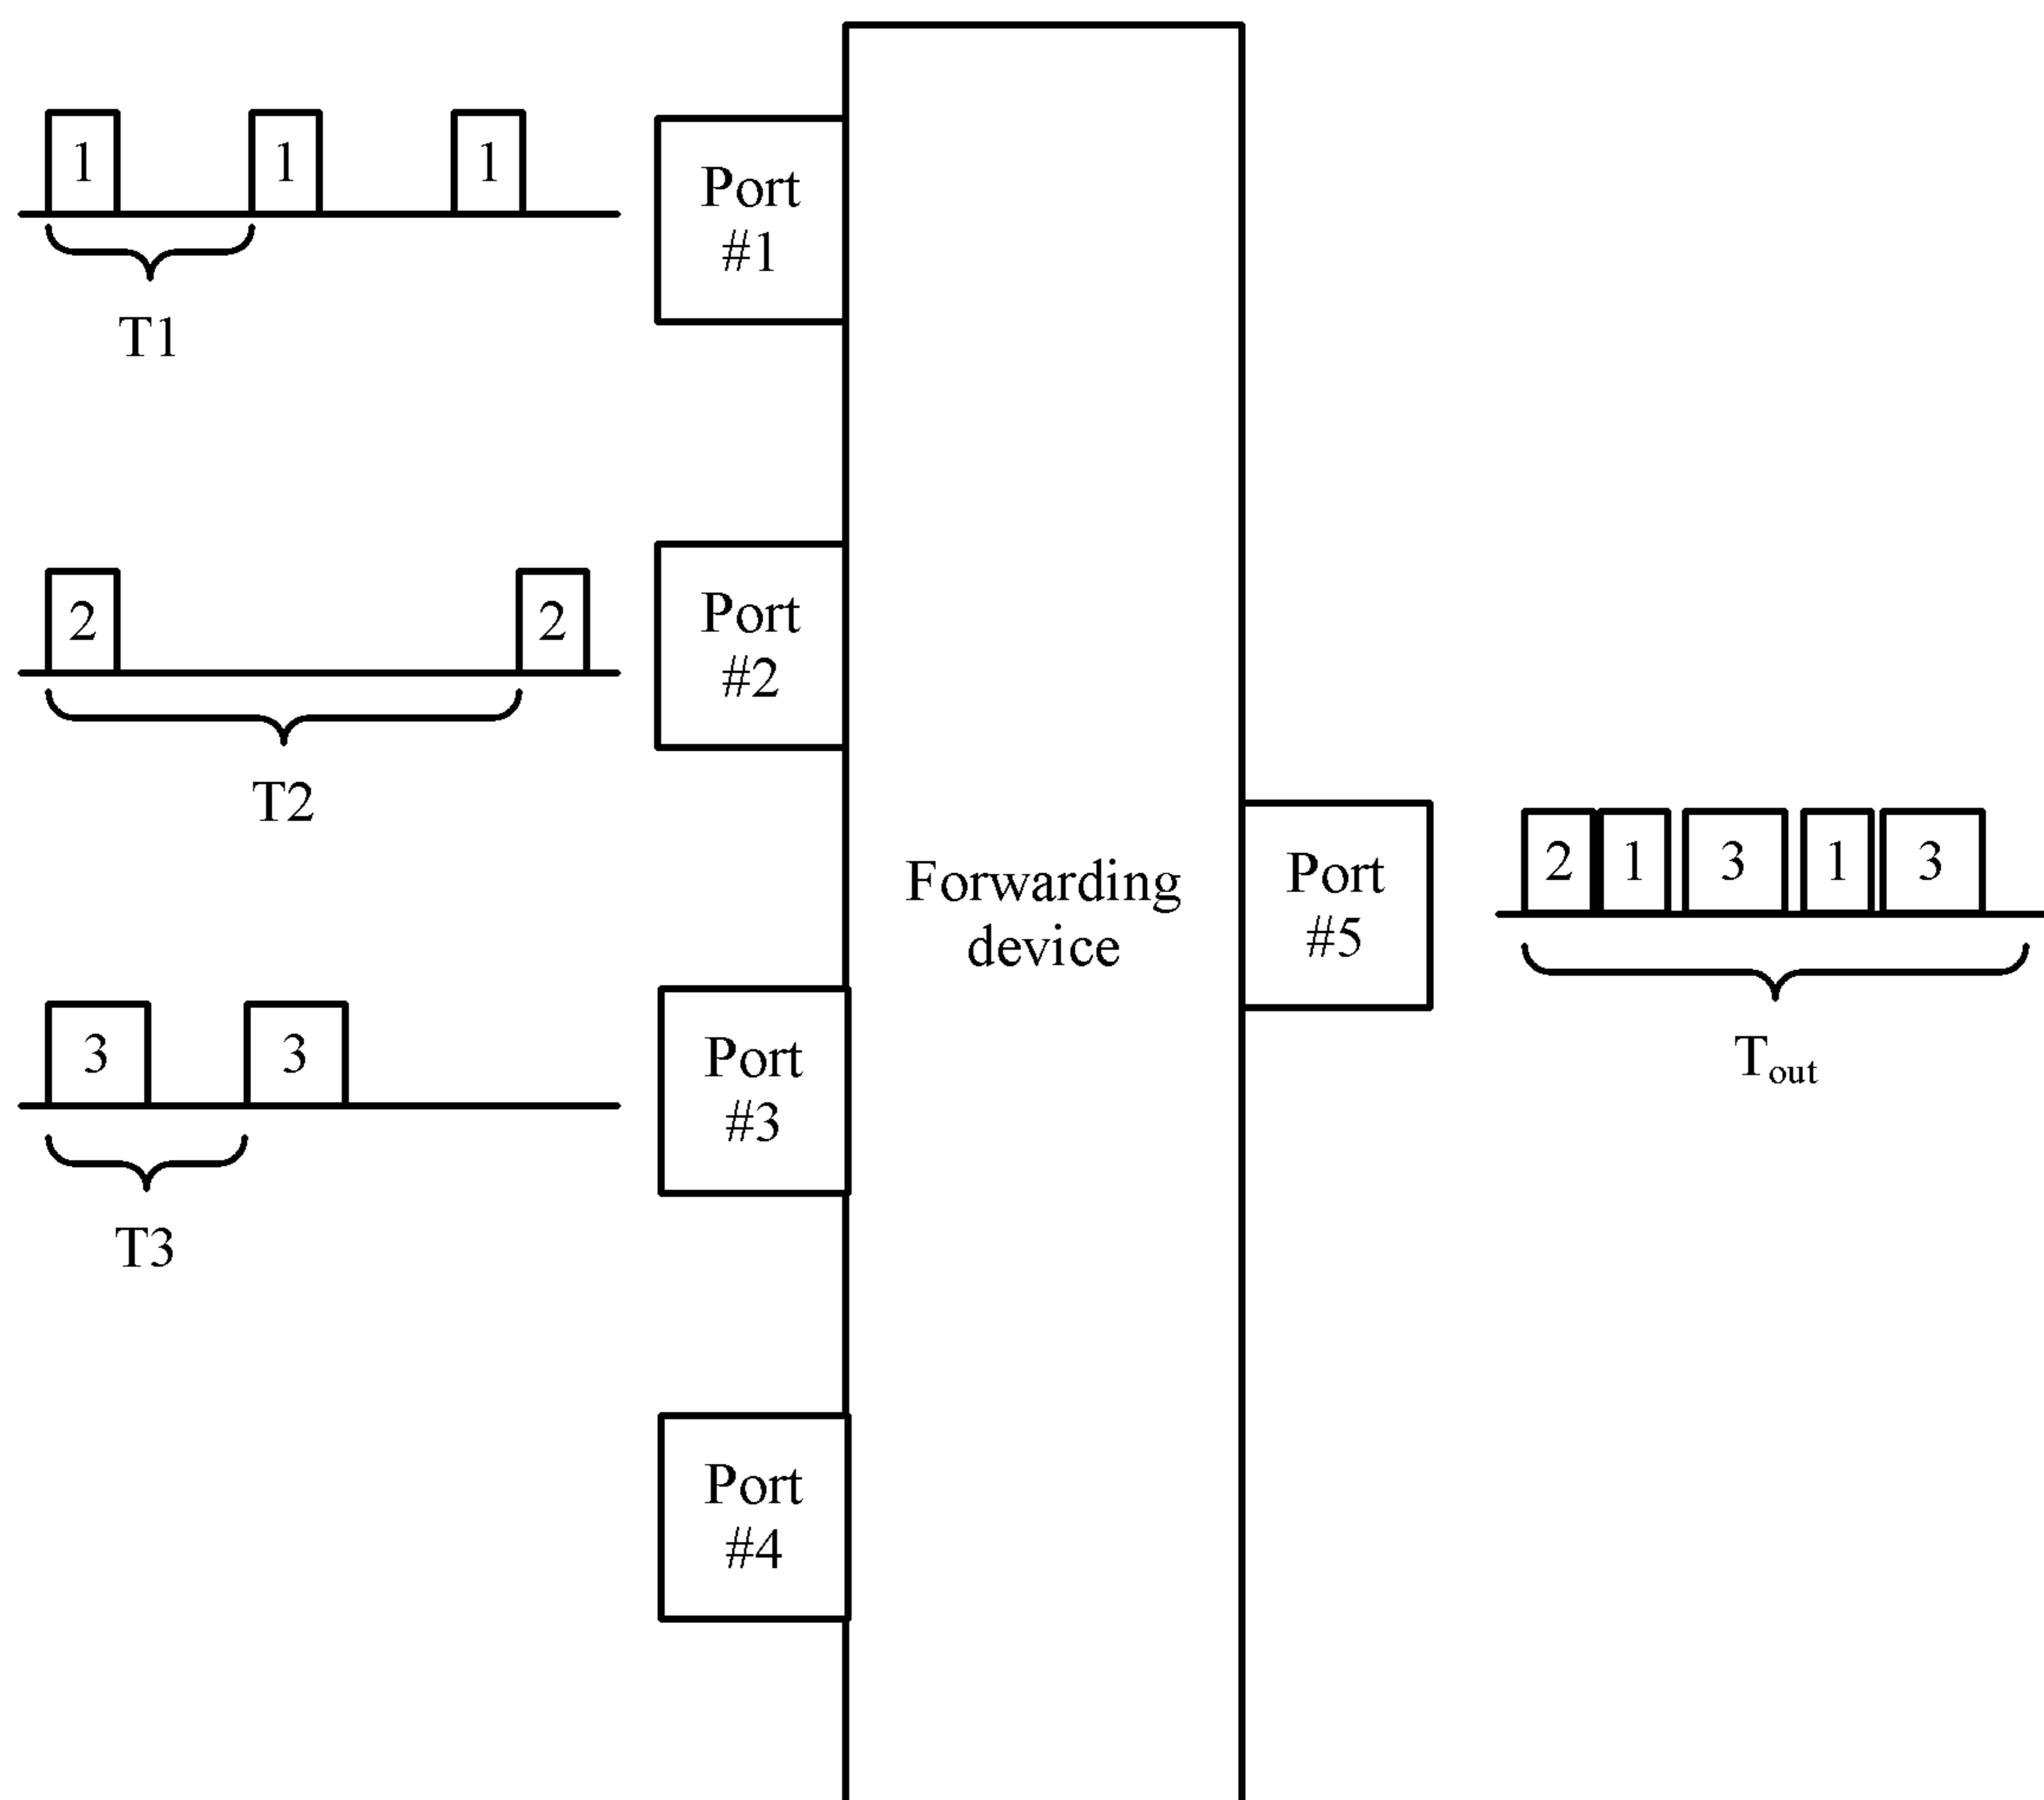 1 1 1
T1
Port
#1
2 2
T2
Port
#2
3 3
T3
Port
#3
Port
#4
Forwarding
device
Port
#5
2 1 3 1 3
Tout